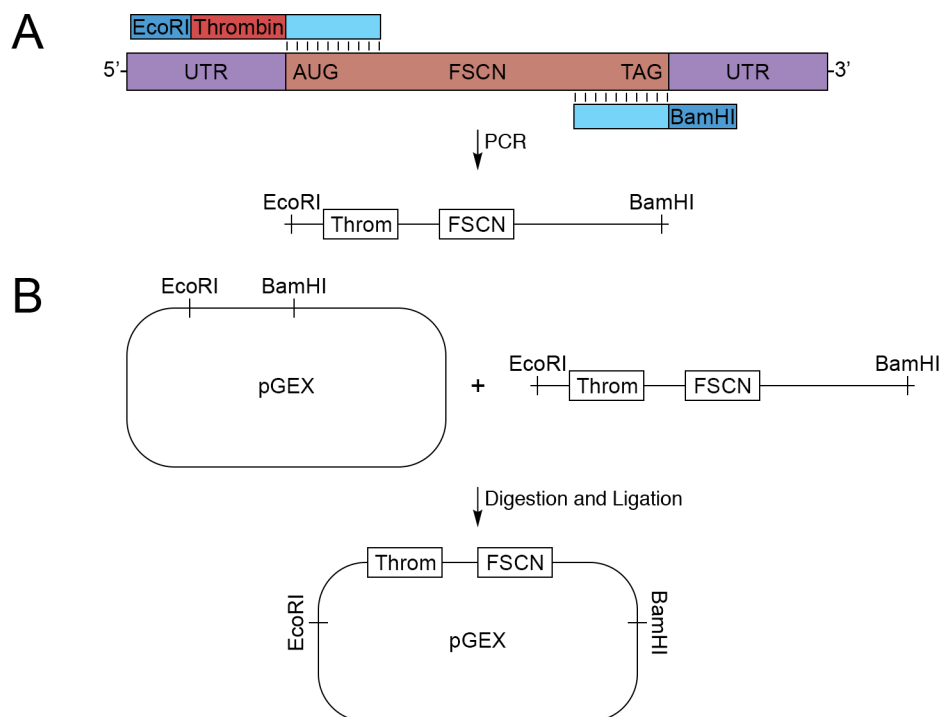 A
EcoRI Thrombin
5’ UTR AUG FSCN TAG UTR 3’
BamHI
PCR
EcoRI BamHI
Throm FSCN
B
EcoRI BamHI
pGEX
+
EcoRI BamHI
Throm FSCN
Digestion and Ligation
Throm FSCN
EcoRI BamHI
pGEX